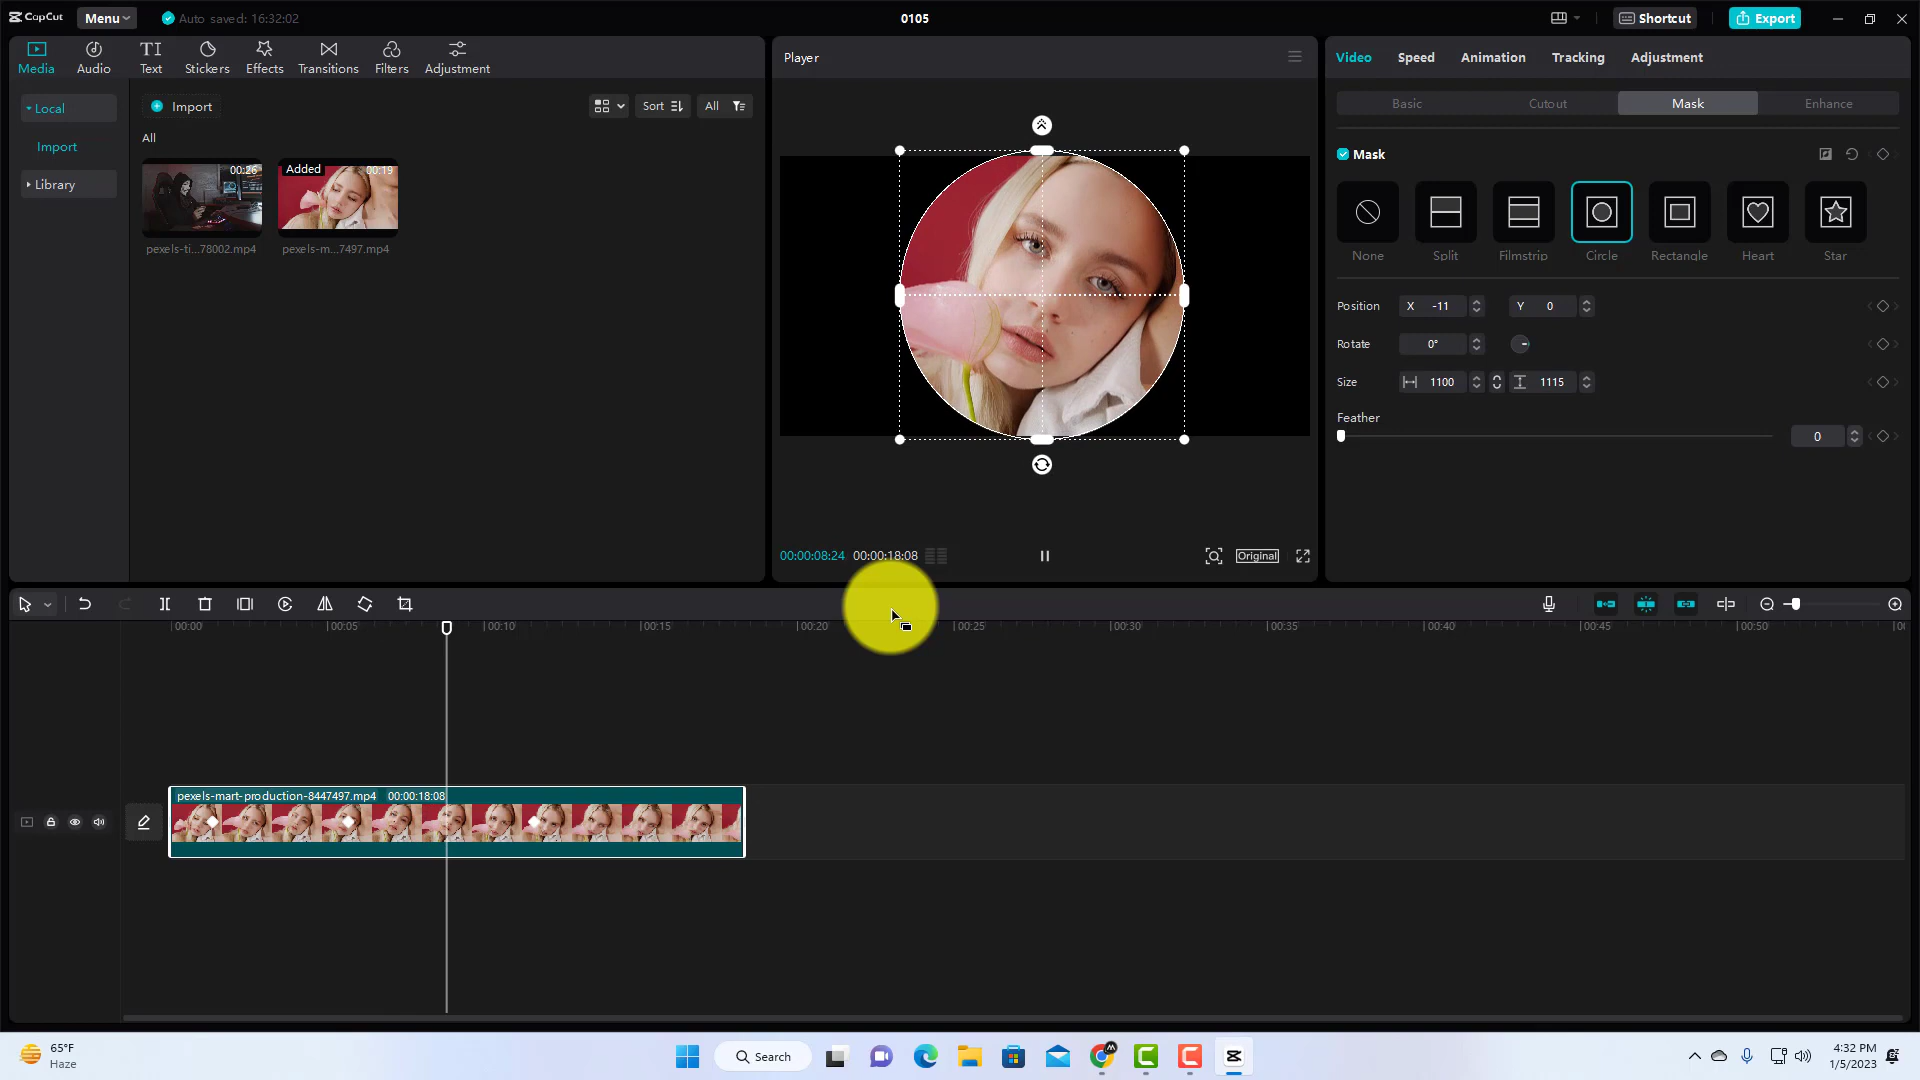 CapCut
Menu
Auto saved: 16:32:02
0105
Shortcut
Export
Media
Audio
TI
Text
Stickers
Effects
Transitions
Filters
Adjustment
Local
Import
Library
Import
Sort
All
All
00:26
Added
00:19
pexels-ti...78002.mp4
pexels-m...7497.mp4
Player
00:00:08:24
00:00:18:08
Original
Video
Speed
Animation
Tracking
Adjustment
Basic
Cutout
Mask
Enhance
Mask
None
Split
Filmstrip
Circle
Rectangle
Heart
Star
Position
X -11
Y 0
Rotate
0°
Size
1100
1115
Feather
0
00:00
00:05
00:10
00:15
00:20
00:25
00:30
00:35
00:40
00:45
00:50
pexels-mart-production-8447497.mp4 00:00:18:08
65°F
Haze
Search
4:32 PM
1/5/2023